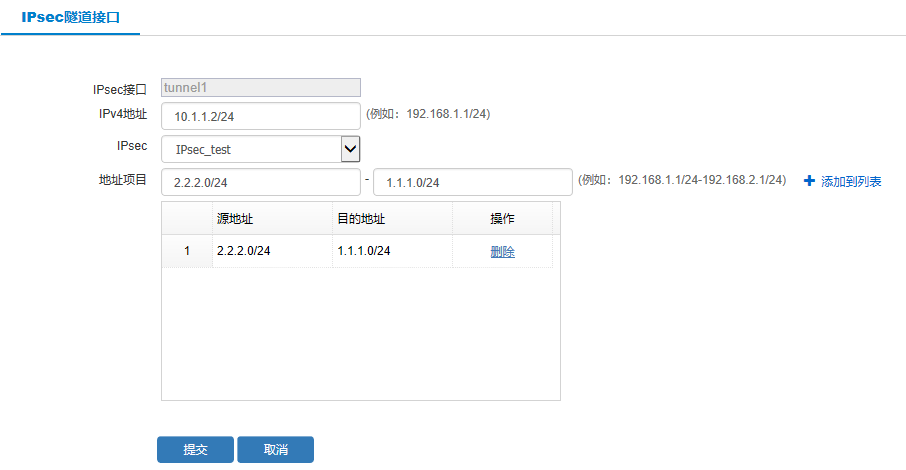 IPsec隧道接口
IPsec接口 tunnel1
IPv4地址 10.1.1.2/24 (例如：192.168.1.1/24)
IPsec IPsec_test
地址项目 2.2.2.0/24 - 1.1.1.0/24 (例如：192.168.1.1/24-192.168.2.1/24) 添加到列表
源地址 目的地址 操作
1 2.2.2.0/24 1.1.1.0/24 删除
提交 取消